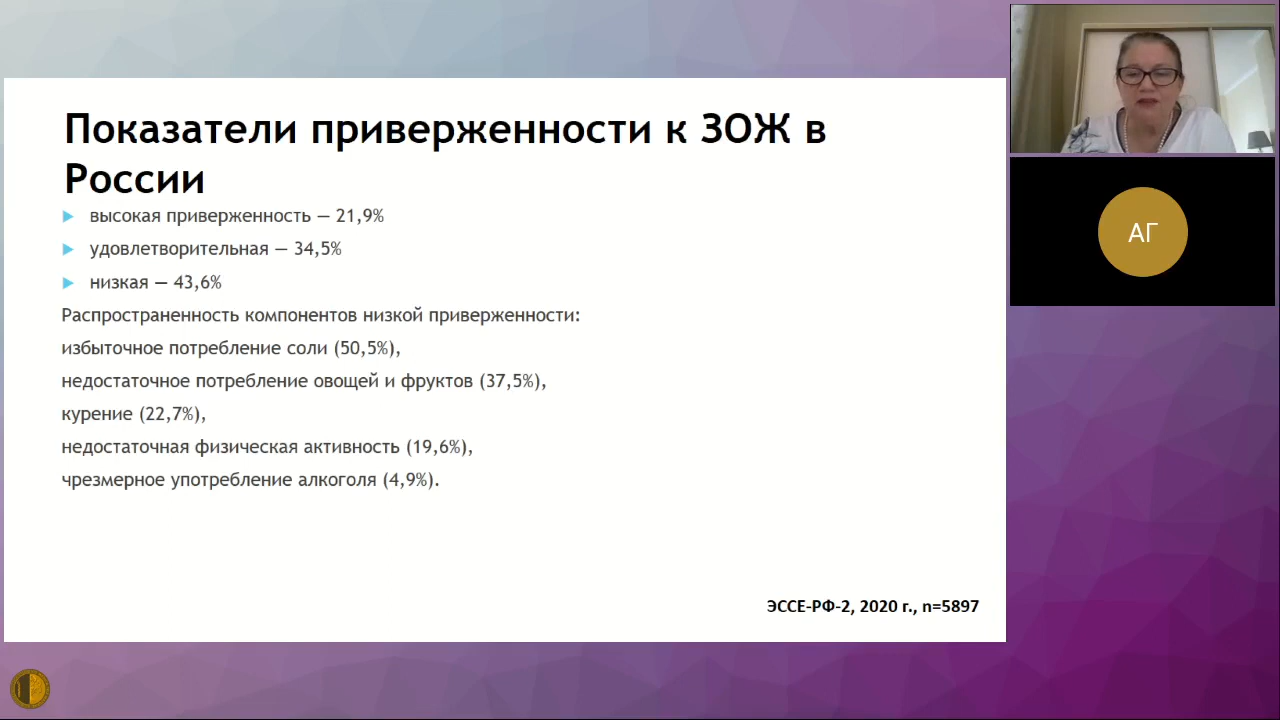 Показатели приверженности к ЗОЖ в
России
высокая приверженность — 21,9%
удовлетворительная — 34,5%
низкая — 43,6%
Распространенность компонентов низкой приверженности:
избыточное потребление соли (50,5%),
недостаточное потребление овощей и фруктов (37,5%),
курение (22,7%),
недостаточная физическая активность (19,6%),
чрезмерное употребление алкоголя (4,9%).
ЭССЕ-РФ-2, 2020 г., n=5897
АГ